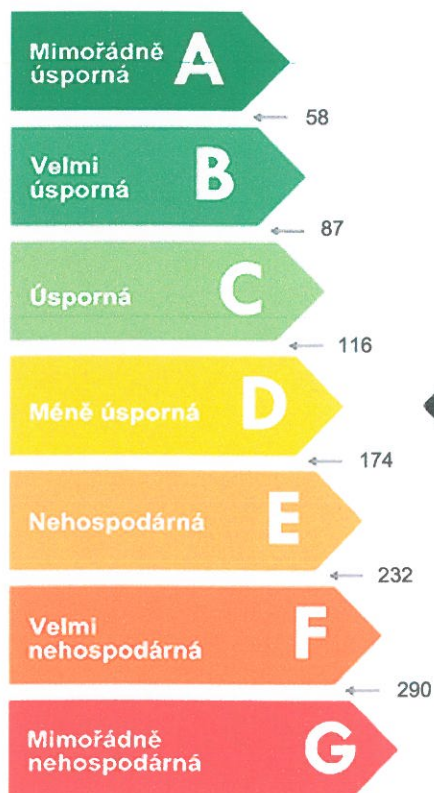 Mimořádně
úsporná
A
58
Velmi
úsporná
B
87
Úsporná
C
116
Méně úsporná
D
174
Nehospodárná
E
232
Velmi
nehospodárná
F
290
Mimořádně
nehospodárná
G